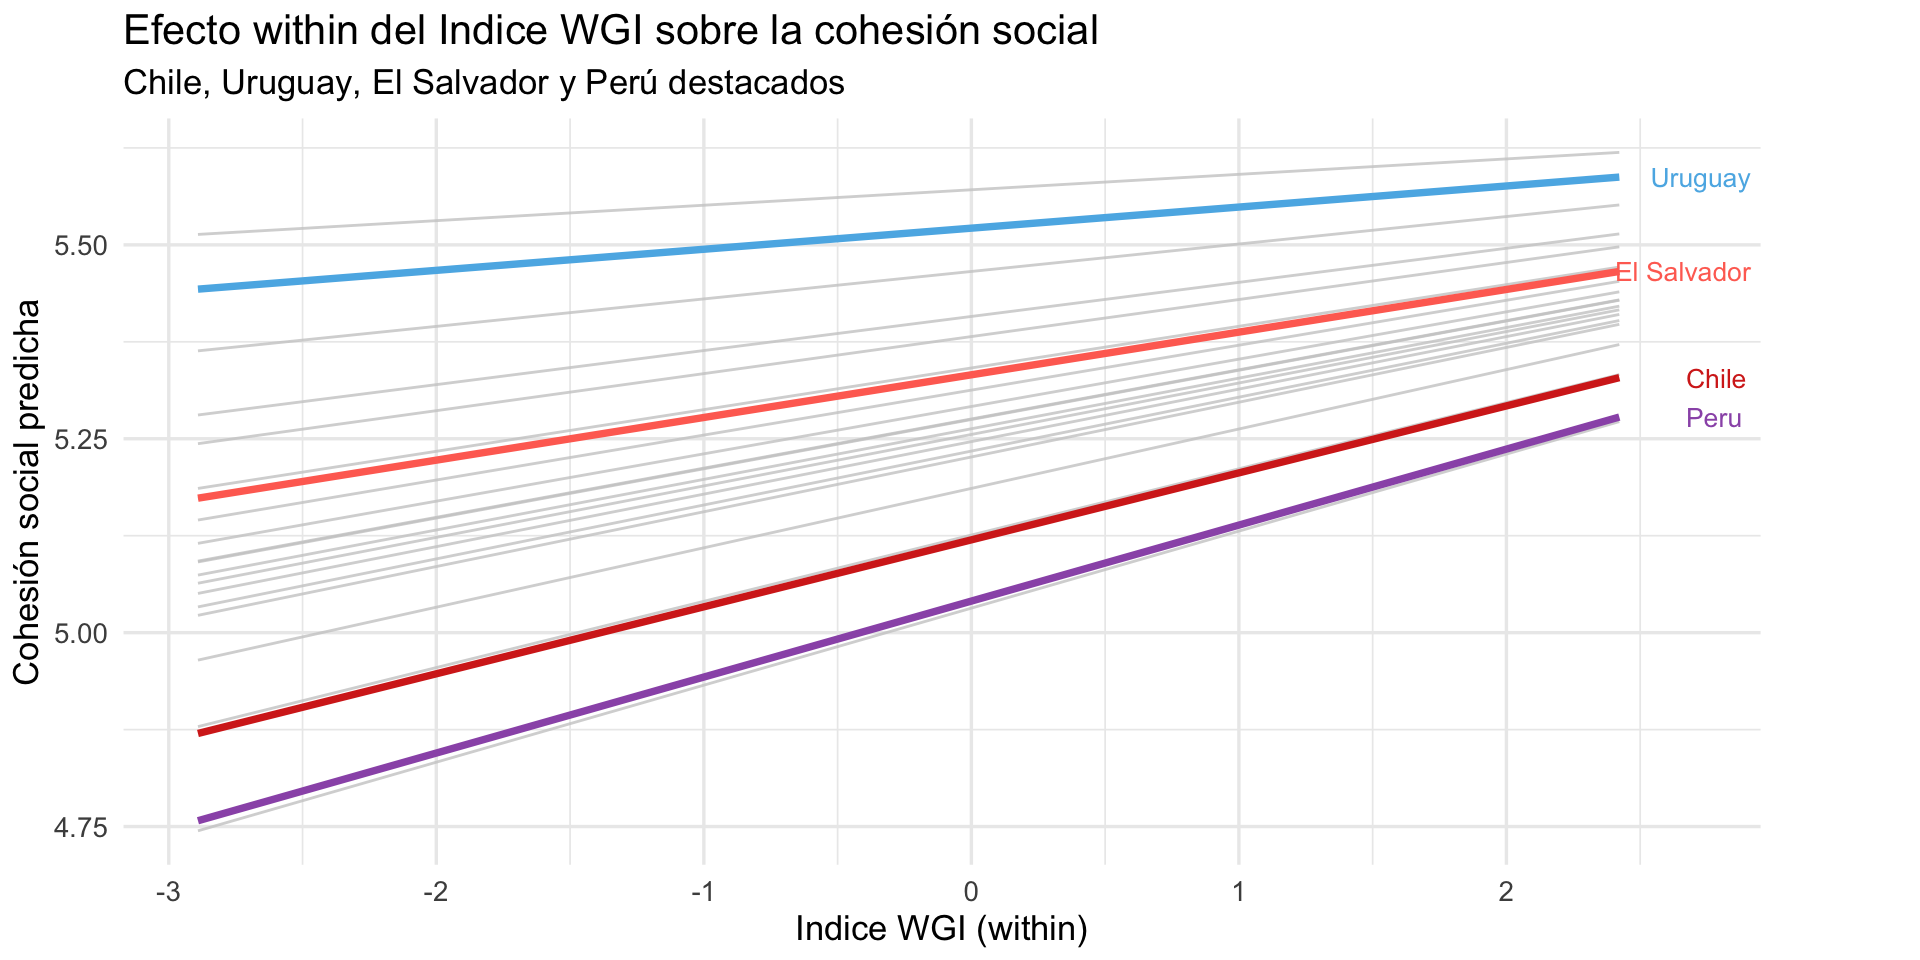 Efecto within del Indice WGI sobre la cohesión social
Chile, Uruguay, El Salvador y Perú destacados
Cohesión social predicha
5.50
5.25
5.00
4.75
Uruguay
El Salvador
Chile
Peru
-3 -2 -1 0 1 2
Indice WGI (within)